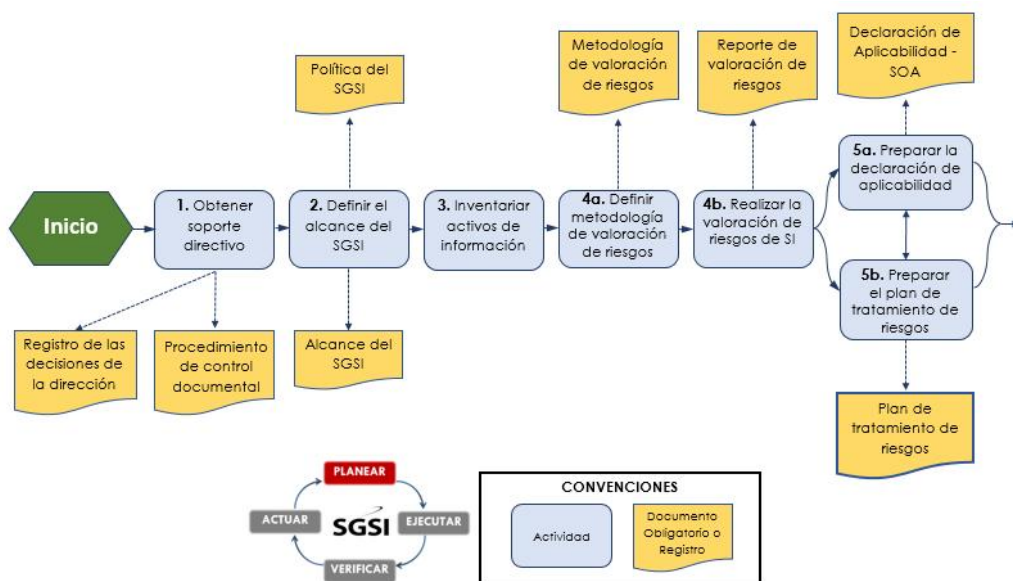 Declaración de
Aplicabilidad -
SOA
Metodología
de valoración
de riesgos
Reporte de
valoración de
riesgos
Política del
SGSI
5a. Preparar la
declaración de
aplicabilidad
Inicio
1. Obtener
soporte
directivo
2. Definir el
alcance del
SGSI
3. Inventariar
activos de
información
4a. Definir
metodología
de valoración
de riesgos
4b. Realizar la
valoración de
riesgos de SI
5b. Preparar
el plan de
tratamiento de
riesgos
Registro de las
decisiones de
la dirección
Procedimiento
de control
documental
Alcance del
SGSI
Plan de
tratamiento de
riesgos
PLANEAR
ACTUAR
SGSI
EJECUTAR
VERIFICAR
CONVENCIONES
Actividad
Documento
Obligatorio o
Registro